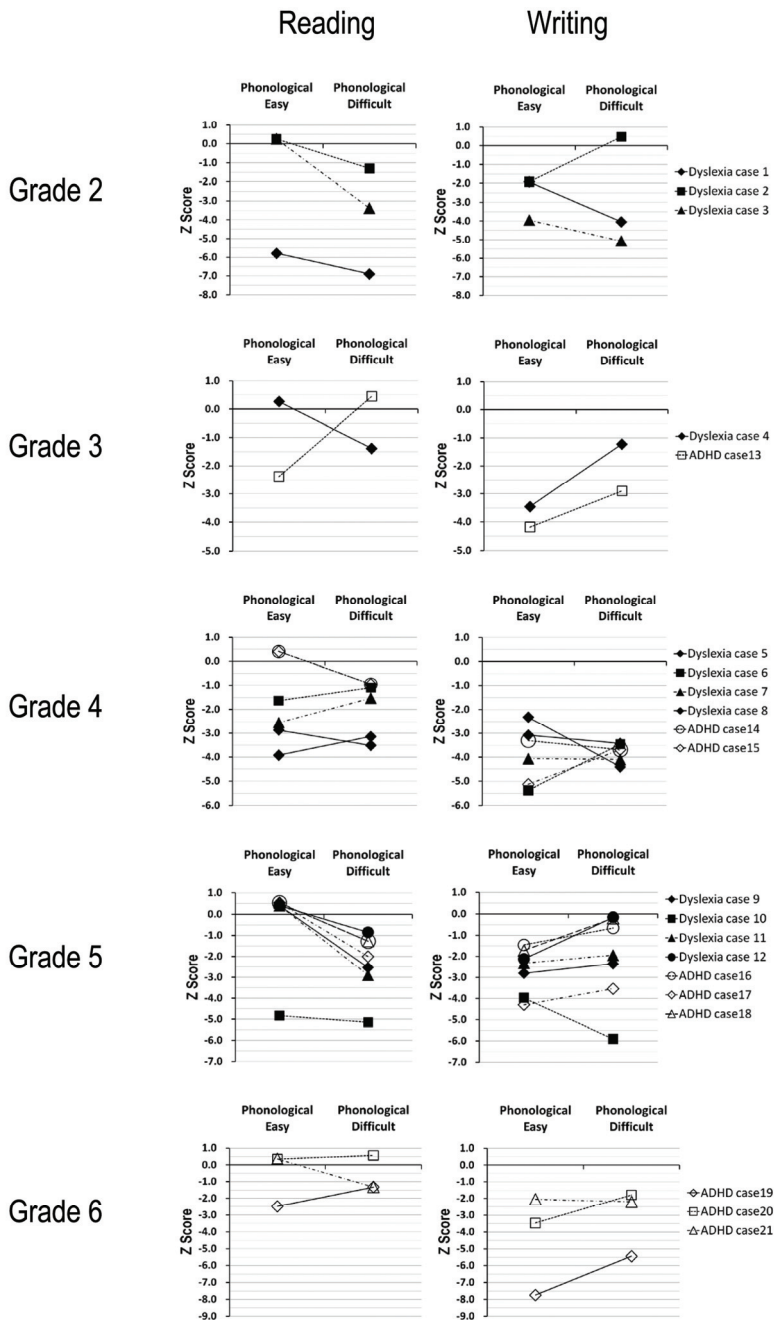 Reading Writing
Grade 2
Phonological Easy Phonological Difficult
Z Score
1.0
0.0
-1.0
-2.0
-3.0
-4.0
-5.0
-6.0
-7.0
-8.0
Phonological Easy Phonological Difficult
Z Score
1.0
0.0
-1.0
-2.0
-3.0
-4.0
-5.0
-6.0
-7.0
-8.0
Dyslexia case 1
Dyslexia case 2
Dyslexia case 3
Grade 3
Phonological Easy Phonological Difficult
Z Score
1.0
0.0
-1.0
-2.0
-3.0
-4.0
-5.0
Phonological Easy Phonological Difficult
Z Score
1.0
0.0
-1.0
-2.0
-3.0
-4.0
-5.0
Dyslexia case 4
ADHD case13
Grade 4
Phonological Easy Phonological Difficult
Z Score
1.0
0.0
-1.0
-2.0
-3.0
-4.0
-5.0
-6.0
Phonological Easy Phonological Difficult
Z Score
1.0
0.0
-1.0
-2.0
-3.0
-4.0
-5.0
-6.0
Dyslexia case 5
Dyslexia case 6
Dyslexia case 7
Dyslexia case 8
ADHD case14
ADHD case15
Grade 5
Phonological Easy Phonological Difficult
Z Score
1.0
0.0
-1.0
-2.0
-3.0
-4.0
-5.0
-6.0
-7.0
Phonological Easy Phonological Difficult
Z Score
1.0
0.0
-1.0
-2.0
-3.0
-4.0
-5.0
-6.0
-7.0
Dyslexia case 9
Dyslexia case 10
Dyslexia case 11
Dyslexia case 12
ADHD case16
ADHD case17
ADHD case18
Grade 6
Phonological Easy Phonological Difficult
Z Score
1.0
0.0
-1.0
-2.0
-3.0
-4.0
-5.0
-6.0
-7.0
-8.0
-9.0
Phonological Easy Phonological Difficult
Z Score
1.0
0.0
-1.0
-2.0
-3.0
-4.0
-5.0
-6.0
-7.0
-8.0
-9.0
ADHD case19
ADHD case20
ADHD case21